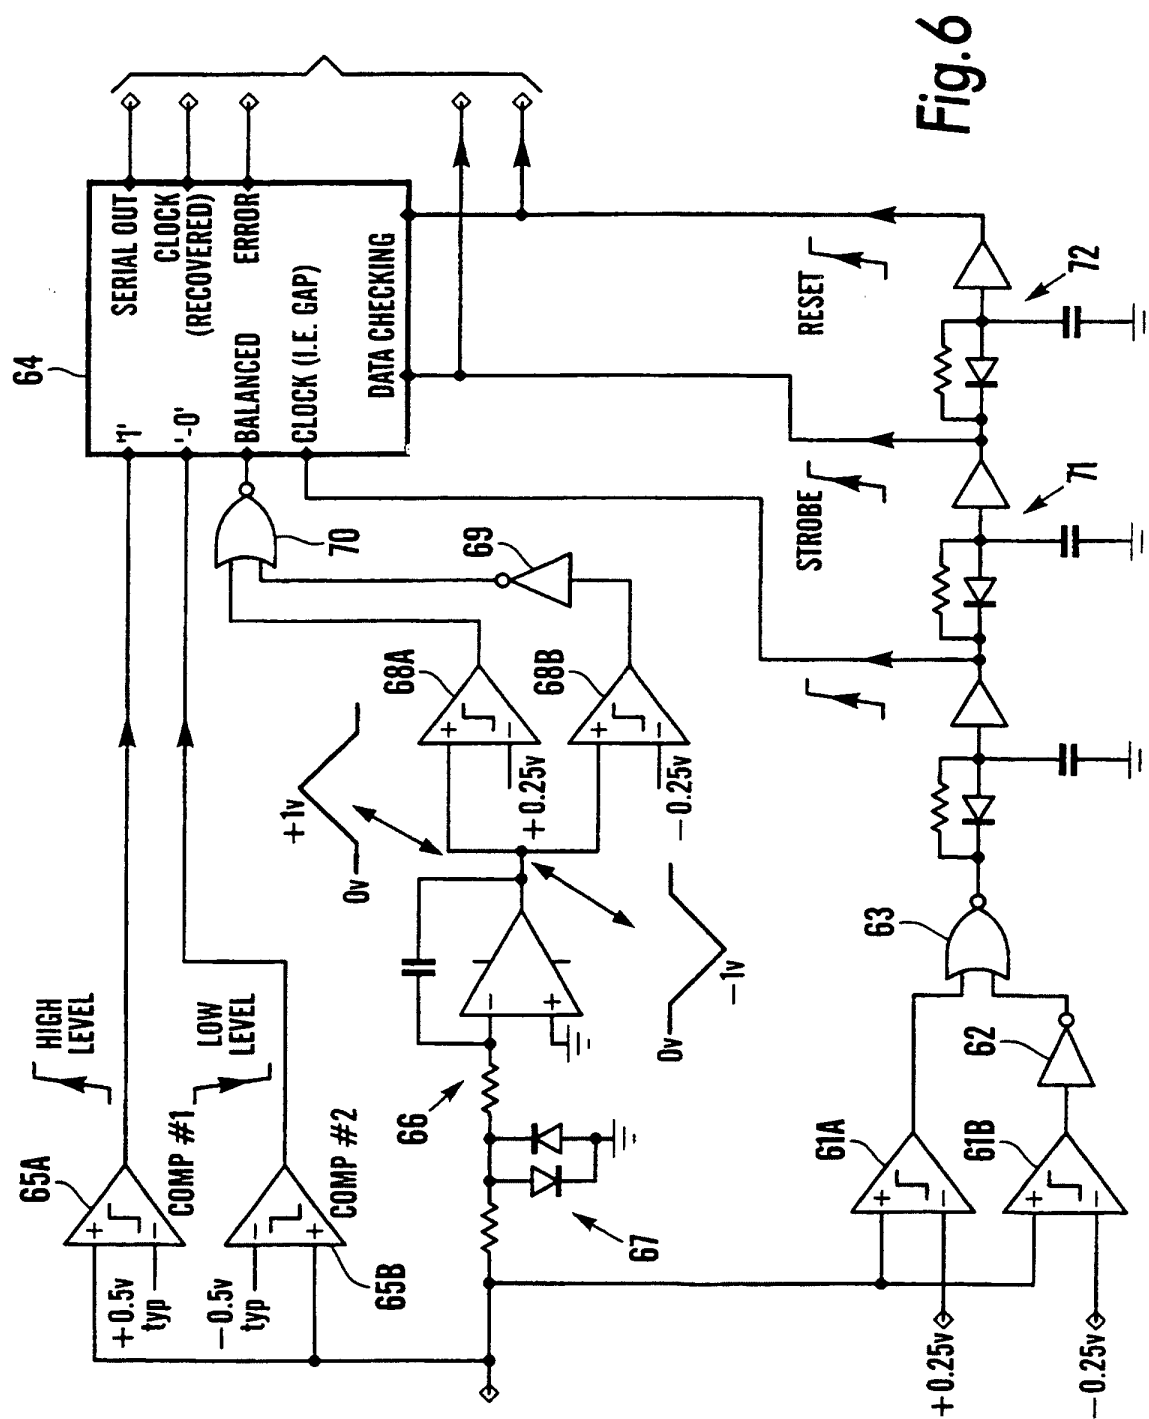 65A
+0.5v
typ
COMP #1
HIGH
LEVEL
-0.5v
typ
65B
COMP #2
LOW
LEVEL
64
'1'
'-0'
BALANCED
CLOCK (I.E. GAP)
DATA CHECKING
SERIAL OUT
CLOCK
(RECOVERED)
ERROR
67
66
0v
+1v
0v
-1v
68A
+0.25v
68B
-0.25v
69
70
61A
+0.25v
61B
-0.25v
62
63
STROBE
71
RESET
72
Fig.6